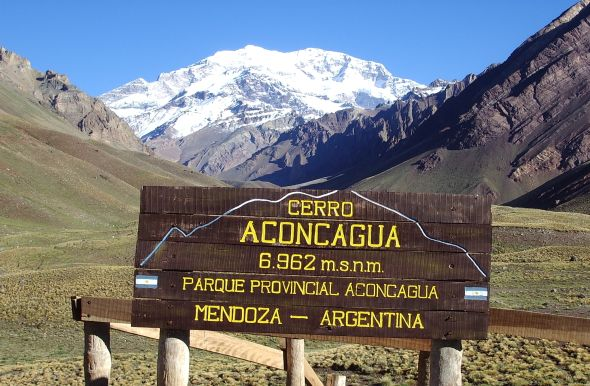 CERRO
ACONCAGUA
6.962 m.s.n.m.
PARQUE PROVINCIAL ACONCAGUA
MENDOZA – ARGENTINA